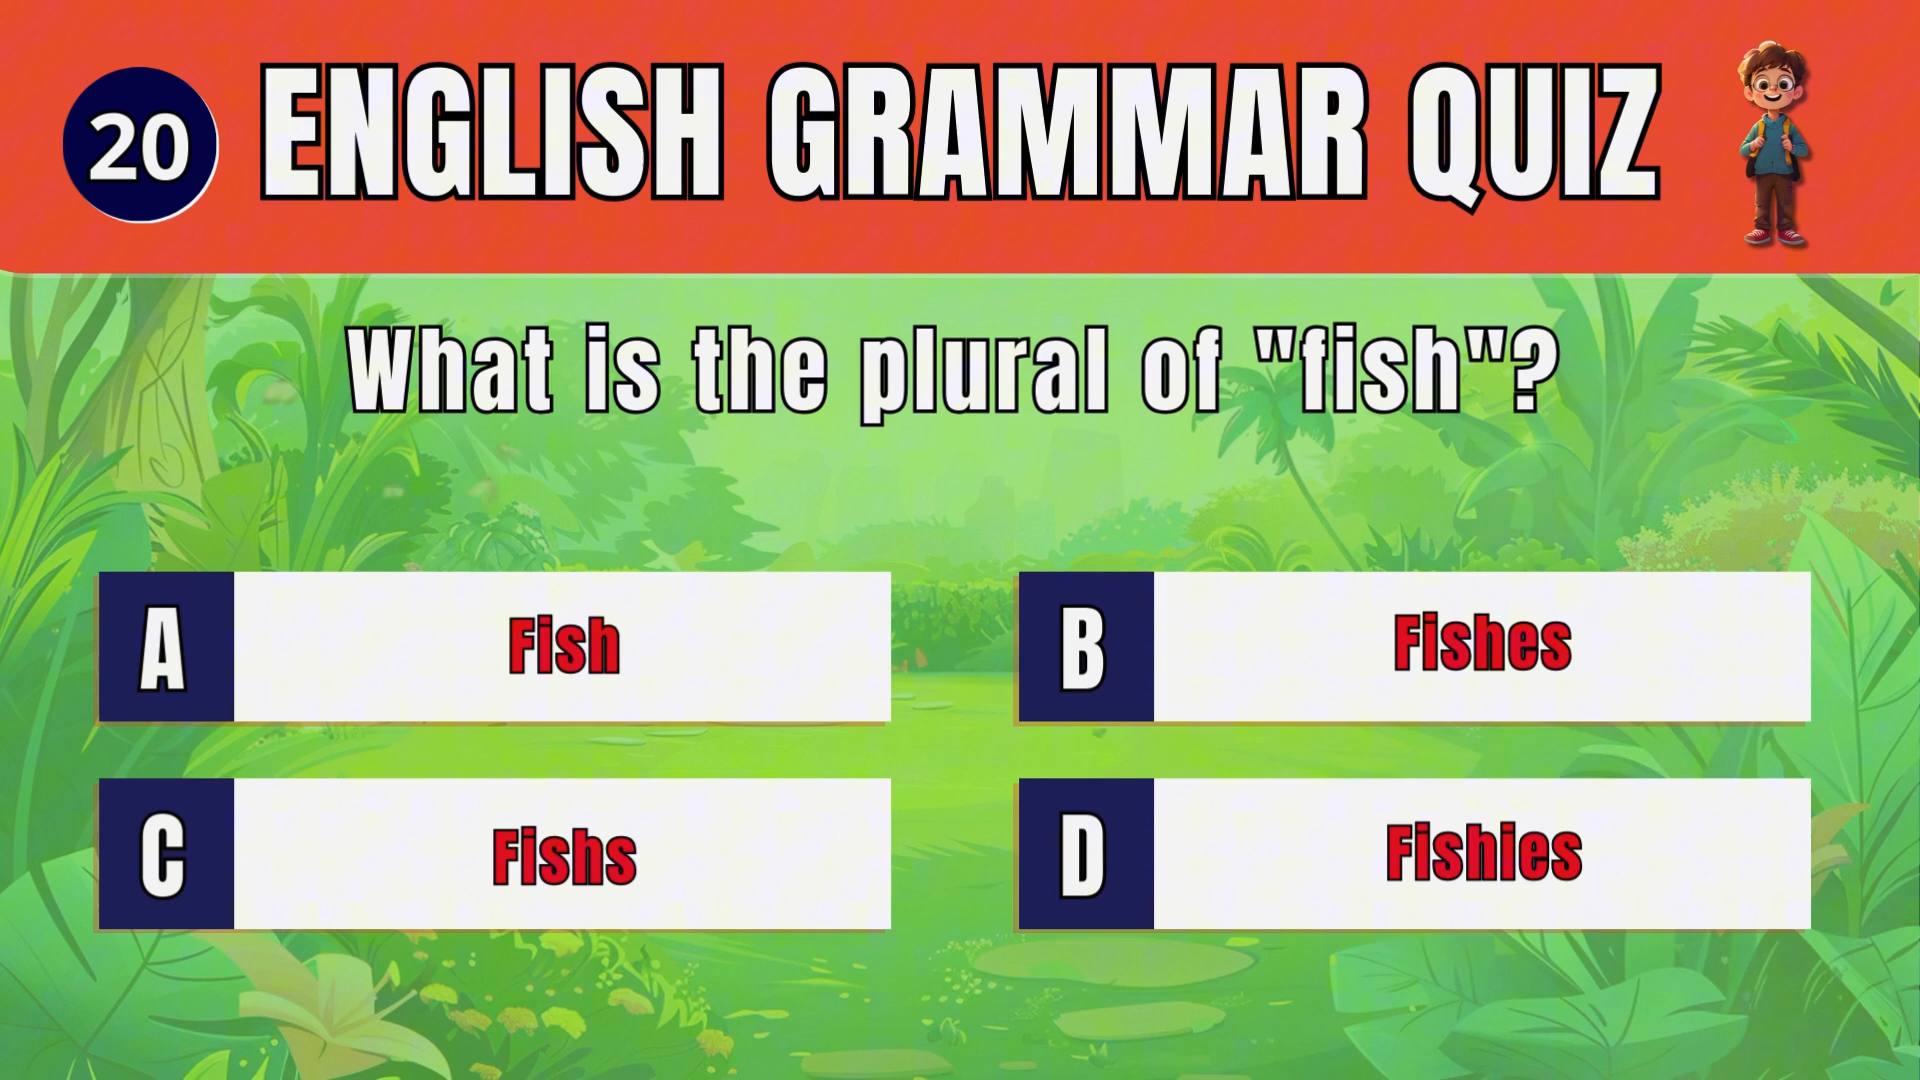 20
ENGLISH GRAMMAR QUIZ
What is the plural of "fish"?
A
Fish
B
Fishes
C
Fishs
D
Fishies